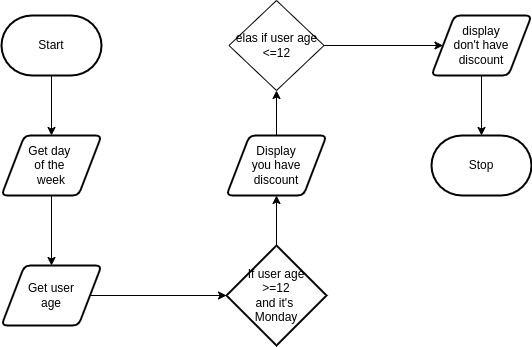 Start
Get day
of the
week
Get user
age
If user age
>=12
and it's
Monday
Display
you have
discount
elas if user age
<=12
display
don't have
discount
Stop